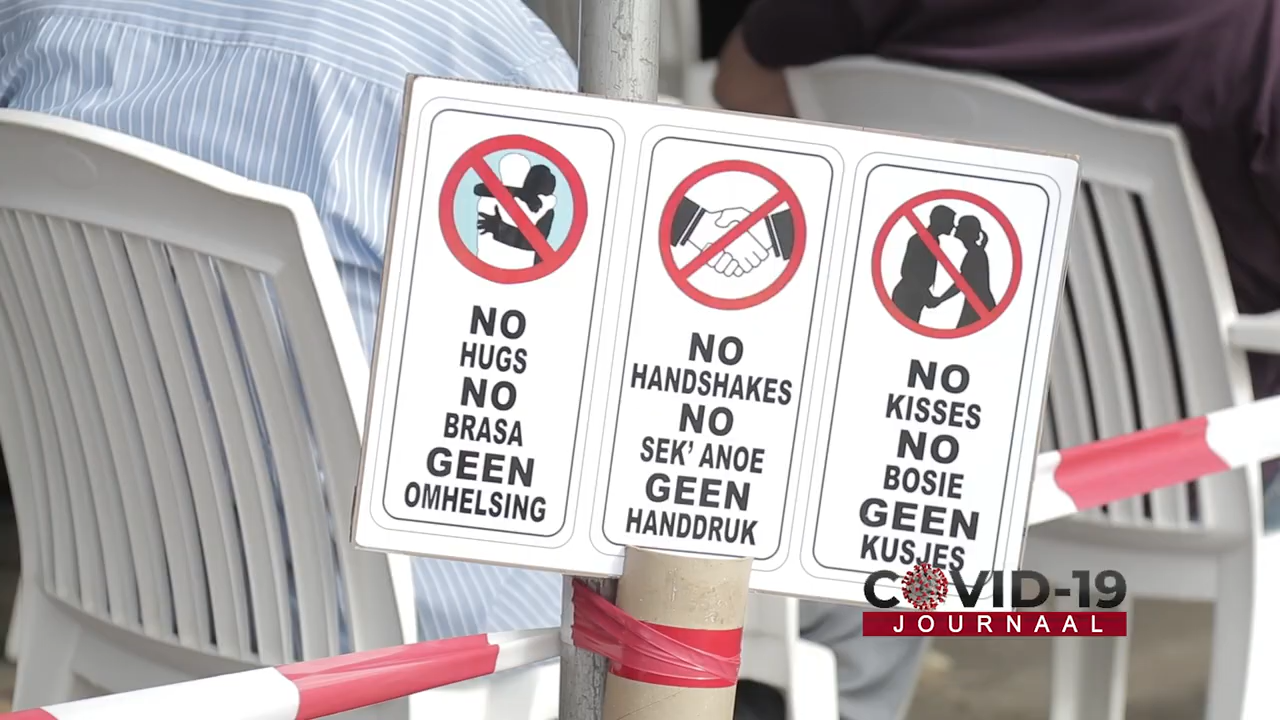 NO
HUGS
NO
BRASA
GEEN
OMHELSING
NO
HANDSHAKES
NO
SEK' ANOE
GEEN
HANDDRUK
NO
KISSES
NO
BOSIE
GEEN
KUSJES
COVID-19
JOURNAAL